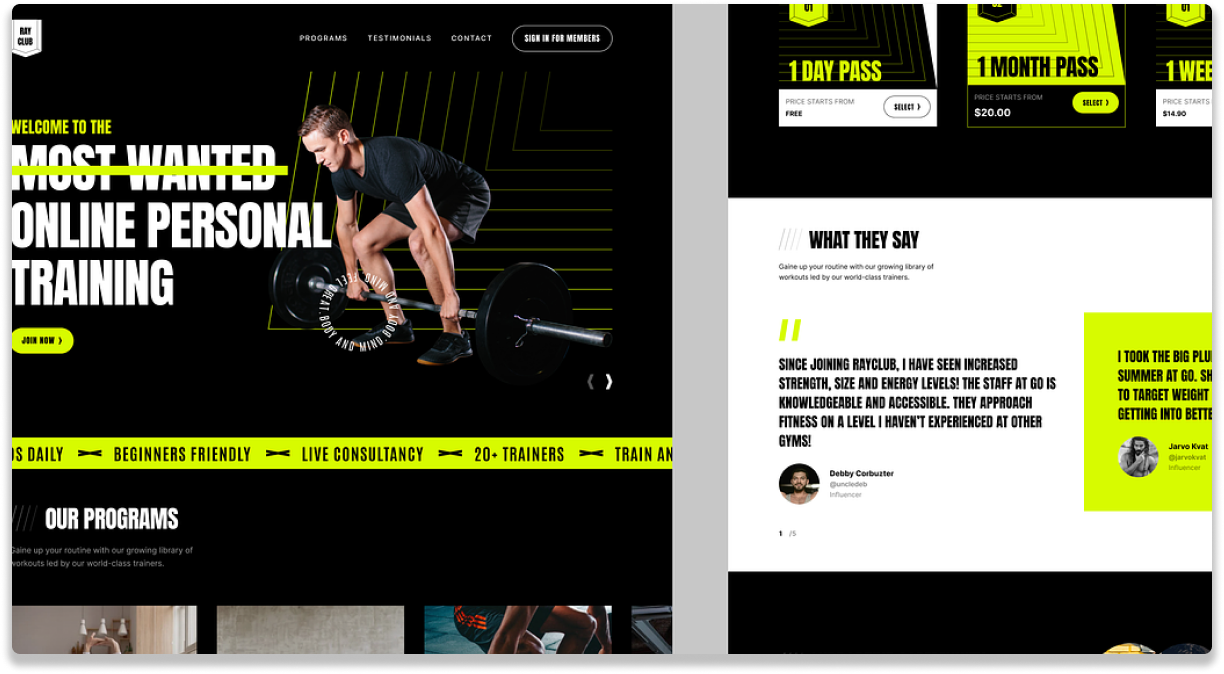 RAY
CLUB
PROGRAMS
TESTIMONIALS
CONTACT
SIGN IN FOR MEMBERS
WELCOME TO THE
MOST WANTED
ONLINE PERSONAL
TRAINING
FEEL GREAT. BODY AND MIND. BODY AND MIND
JOIN NOW ❭
S DAILY
BEGINNERS FRIENDLY
LIVE CONSULTANCY
20+ TRAINERS
TRAIN AN
//// OUR PROGRAMS
Gaine up your routine with our growing library of
workouts led by our world-class trainers.
01
02
01
1 DAY PASS
PRICE STARTS FROM
FREE
SELECT ❭
1 MONTH PASS
PRICE STARTS FROM
$20.00
SELECT ❭
1 WEE
PRICE STARTS
$14.90
//// WHAT THEY SAY
Gaine up your routine with our growing library of
workouts led by our world-class trainers.
SINCE JOINING RAYCLUB, I HAVE SEEN INCREASED
STRENGTH, SIZE AND ENERGY LEVELS! THE STAFF AT GO IS
KNOWLEDGEABLE AND ACCESSIBLE. THEY APPROACH
FITNESS ON A LEVEL I HAVEN'T EXPERIENCED AT OTHER
GYMS!
Debby Corbuzter
@uncledeb
Influencer
1 /5
I TOOK THE BIG PLU
SUMMER AT GO. SH
TO TARGET WEIGHT
GETTING INTO BETTE
Jarvo Kvat
@jarvokvat
Influencer